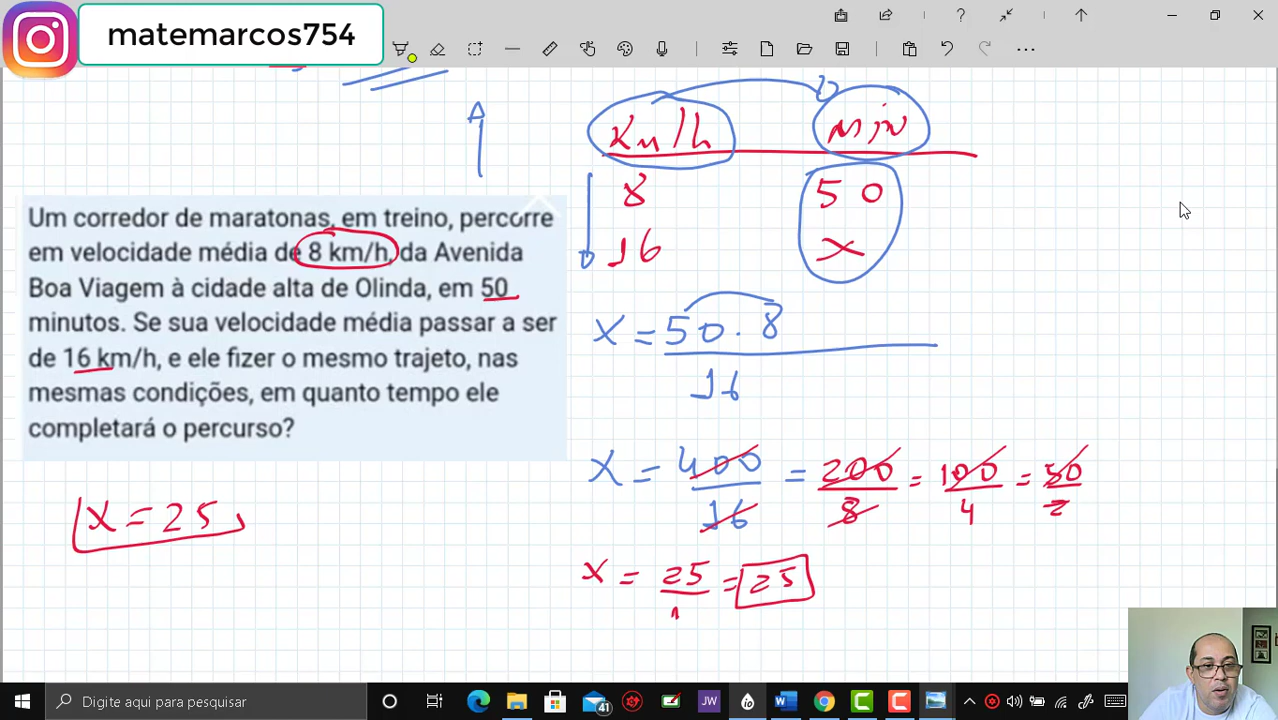 matemarcos754
Km/h min
8 50
16 x
Um corredor de maratonas, em treino, percorre
em velocidade média de 8 km/h, da Avenida
Boa Viagem à cidade alta de Olinda, em 50
minutos. Se sua velocidade média passar a ser
de 16 km/h, e ele fizer o mesmo trajeto, nas
mesmas condições, em quanto tempo ele
completará o percurso?
x = 50 . 8
16
x = 400 = 200 = 100 = 50
16 8 4 2
x = 25 = 25
1
x = 25
Digite aqui para pesquisar
41
JW